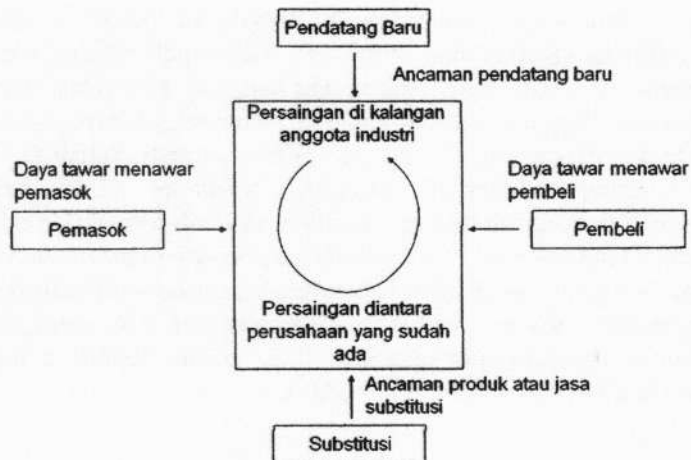 Pendatang Baru
Ancaman pendatang baru
Persaingan di kalangan
anggota industri
Daya tawar menawar
pemasok
Pemasok
Daya tawar menawar
pembeli
Pembeli
Persaingan diantara
perusahaan yang sudah
ada
Ancaman produk atau jasa
substitusi
Substitusi